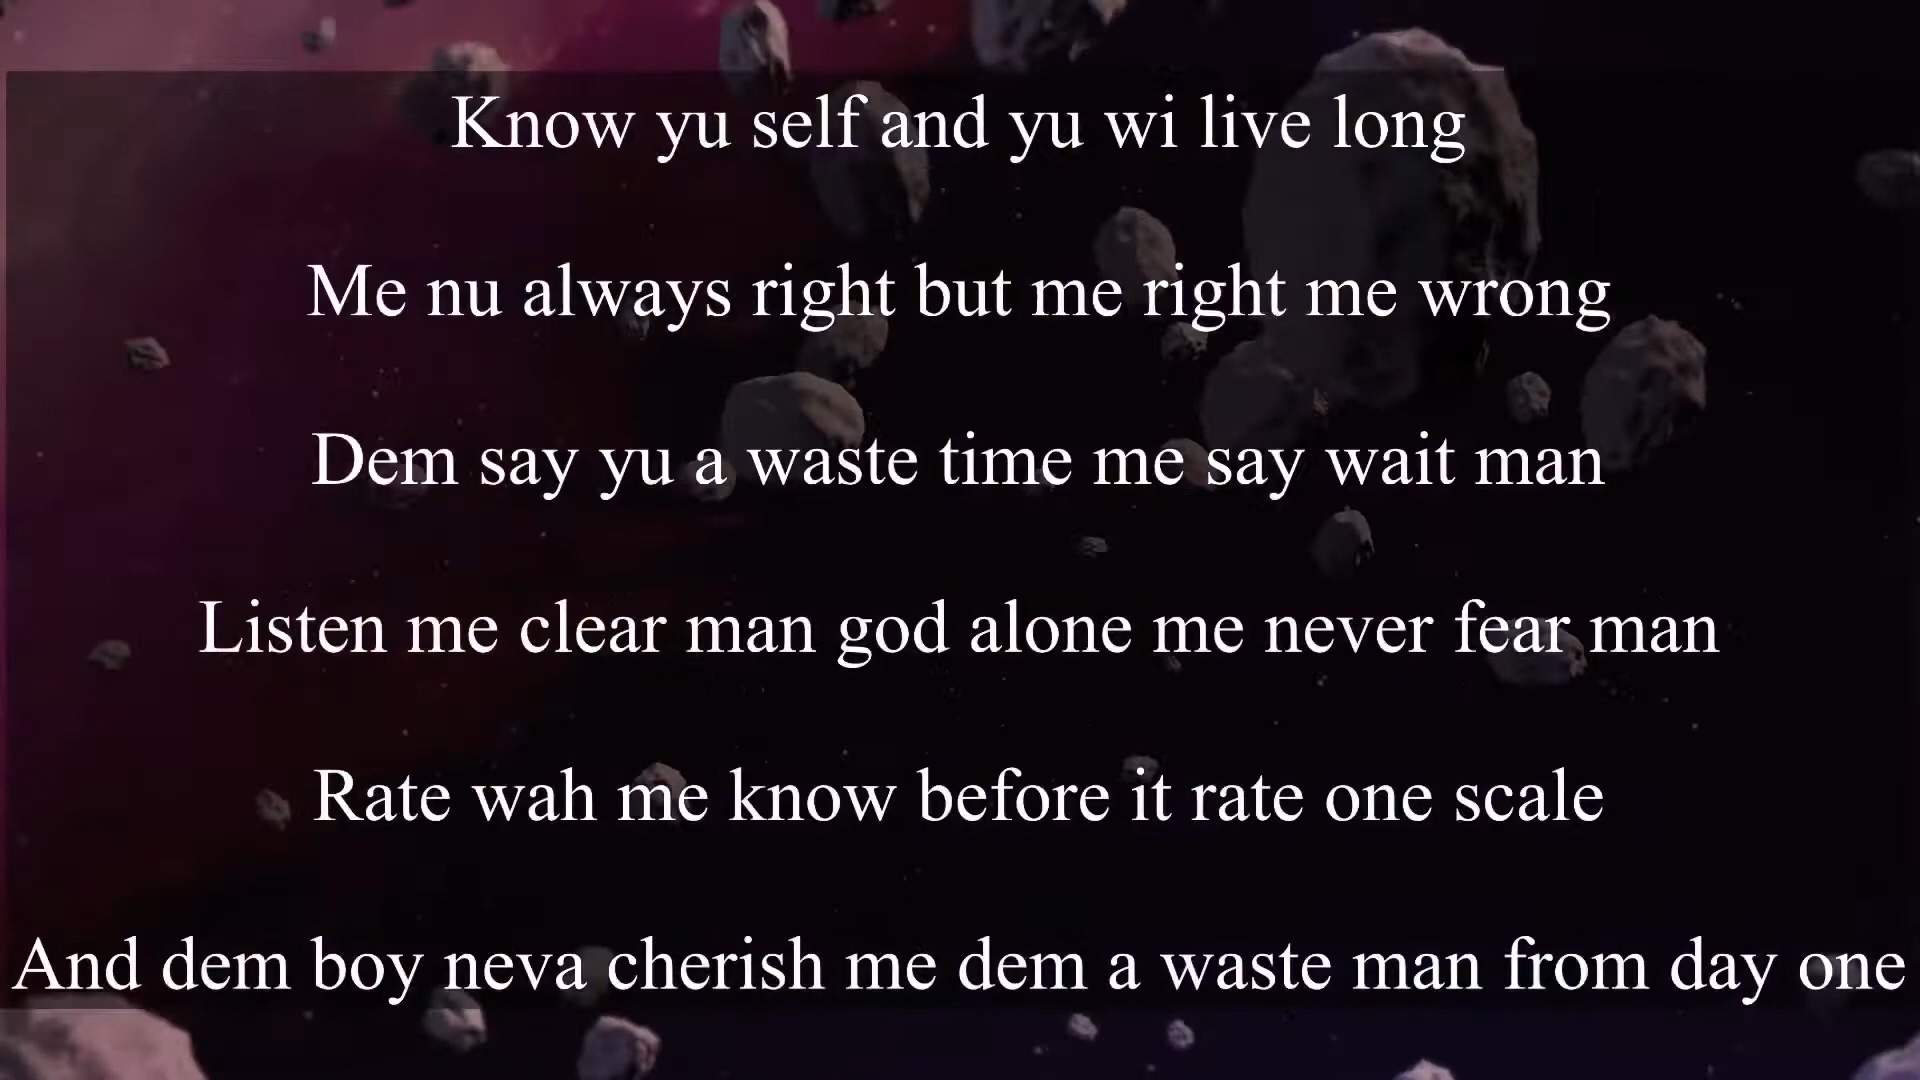 Know yu self and yu wi live long
Me nu always right but me right me wrong
Dem say yu a waste time me say wait man
Listen me clear man god alone me never fear man
Rate wah me know before it rate one scale
And dem boy neva cherish me dem a waste man from day one